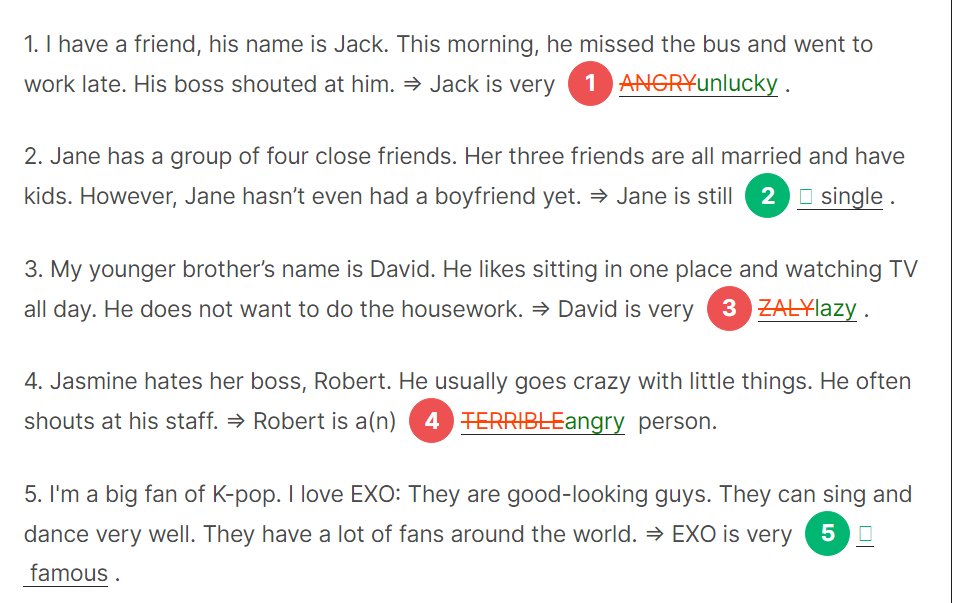 1. I have a friend, his name is Jack. This morning, he missed the bus and went to
work late. His boss shouted at him. ⇒ Jack is very 1 ANGRYunlucky .
2. Jane has a group of four close friends. Her three friends are all married and have
kids. However, Jane hasn’t even had a boyfriend yet. ⇒ Jane is still 2 single .
3. My younger brother’s name is David. He likes sitting in one place and watching TV
all day. He does not want to do the housework. ⇒ David is very 3 ZALYlazy .
4. Jasmine hates her boss, Robert. He usually goes crazy with little things. He often
shouts at his staff. ⇒ Robert is a(n) 4 TERRIBLEangry person.
5. I'm a big fan of K-pop. I love EXO: They are good-looking guys. They can sing and
dance very well. They have a lot of fans around the world. ⇒ EXO is very 5
famous .